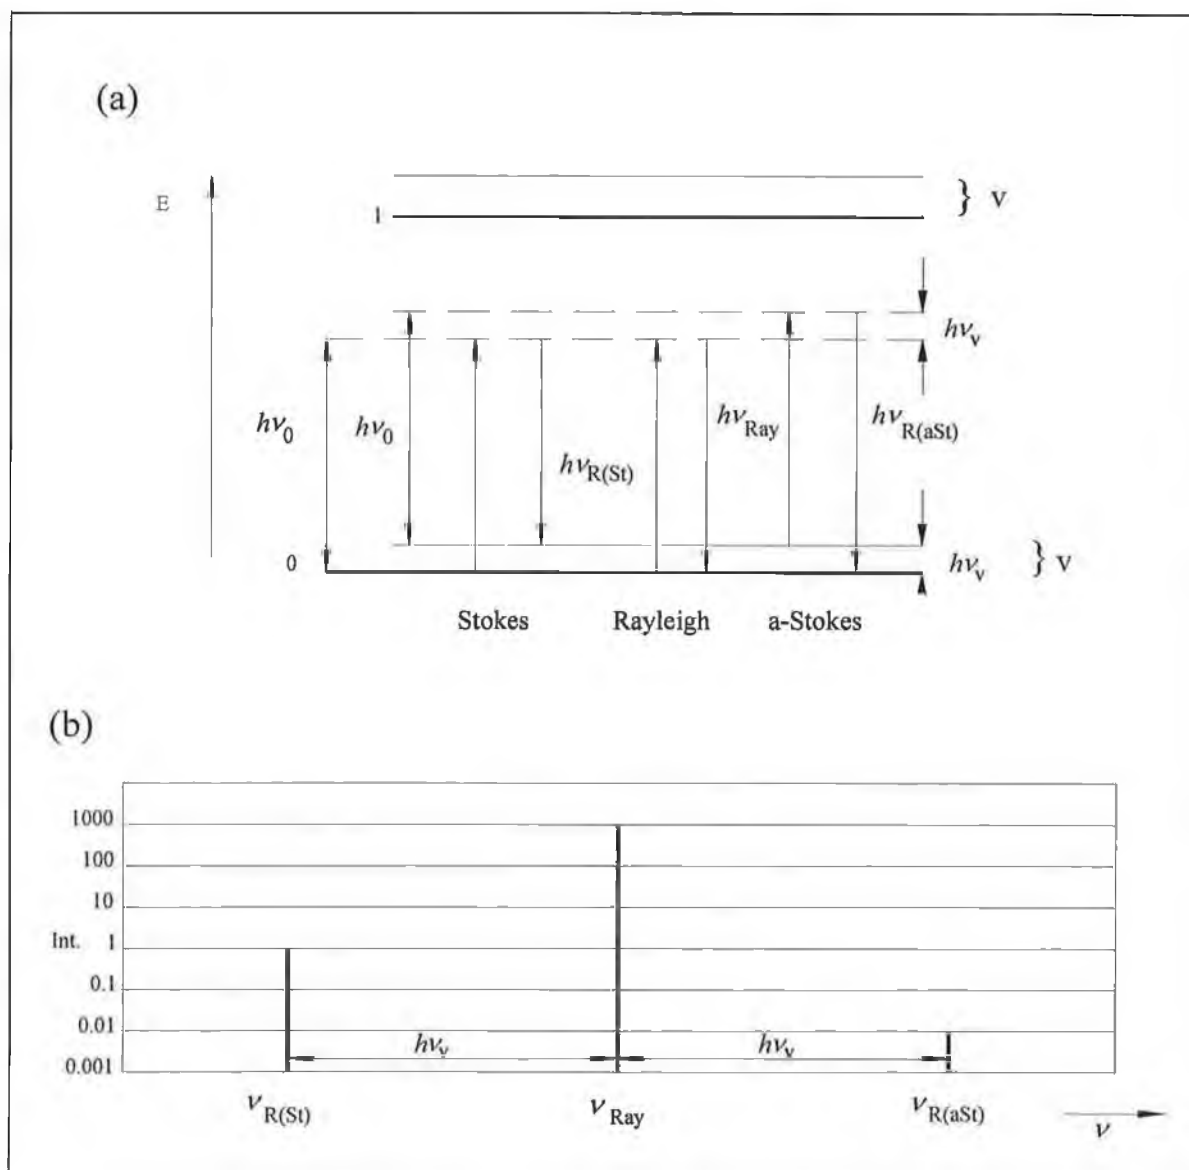 (a)
E
1
} v
hν_v
hν_0
hν_0
hν_R(St)
hν_Ray
hν_R(aSt)
0
hν_v
} v
Stokes Rayleigh a-Stokes
(b)
1000
100
10
Int. 1
0.1
0.01
0.001
hν_v
hν_v
ν_R(St)
ν_Ray
ν_R(aSt)
ν